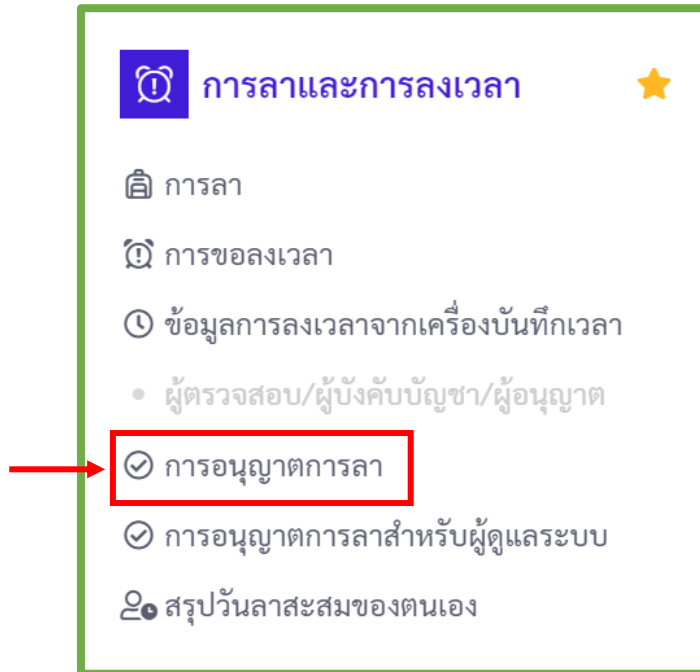 การลาและการลงเวลา
การลา
การขอลงเวลา
ข้อมูลการลงเวลาจากเครื่องบันทึกเวลา
ผู้ตรวจสอบ/ผู้บังคับบัญชา/ผู้อนุญาต
การอนุญาตการลา
การอนุญาตการลาสำหรับผู้ดูแลระบบ
สรุปวันลาสะสมของตนเอง